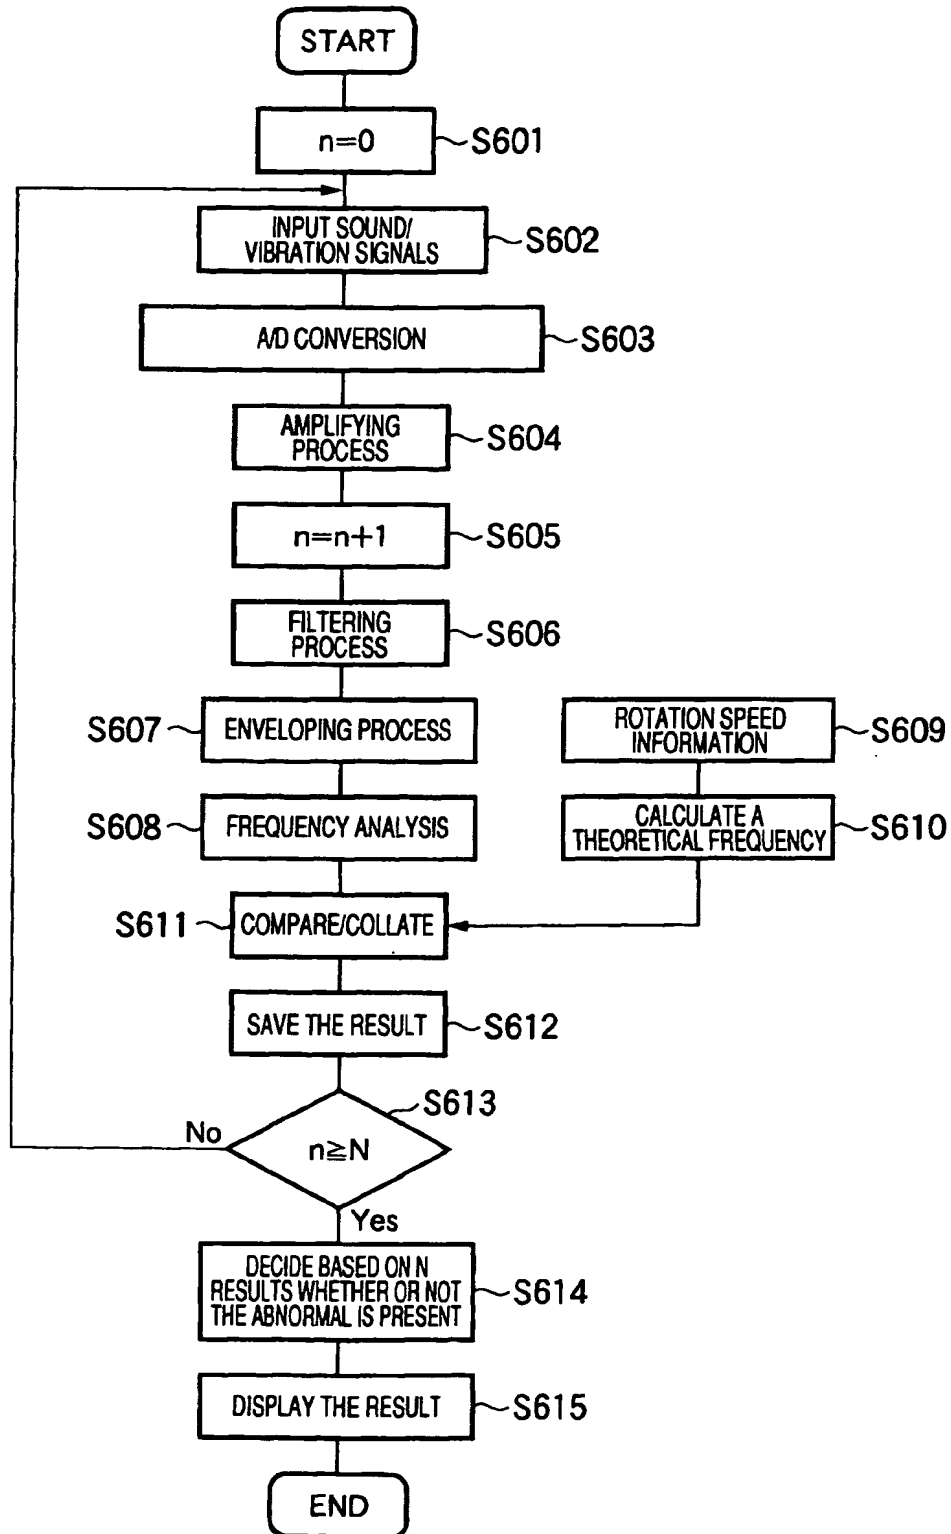 START
n=0
S601
INPUT SOUND/
VIBRATION SIGNALS
S602
A/D CONVERSION
S603
AMPLIFYING
PROCESS
S604
n=n+1
S605
FILTERING
PROCESS
S606
S607
ENVELOPING PROCESS
ROTATION SPEED
INFORMATION
S609
S608
FREQUENCY ANALYSIS
CALCULATE A
THEORETICAL FREQUENCY
S610
S611
COMPARE/COLLATE
SAVE THE RESULT
S612
S613
No
n≧N
Yes
DECIDE BASED ON N
RESULTS WHETHER OR NOT
THE ABNORMAL IS PRESENT
S614
DISPLAY THE RESULT
S615
END